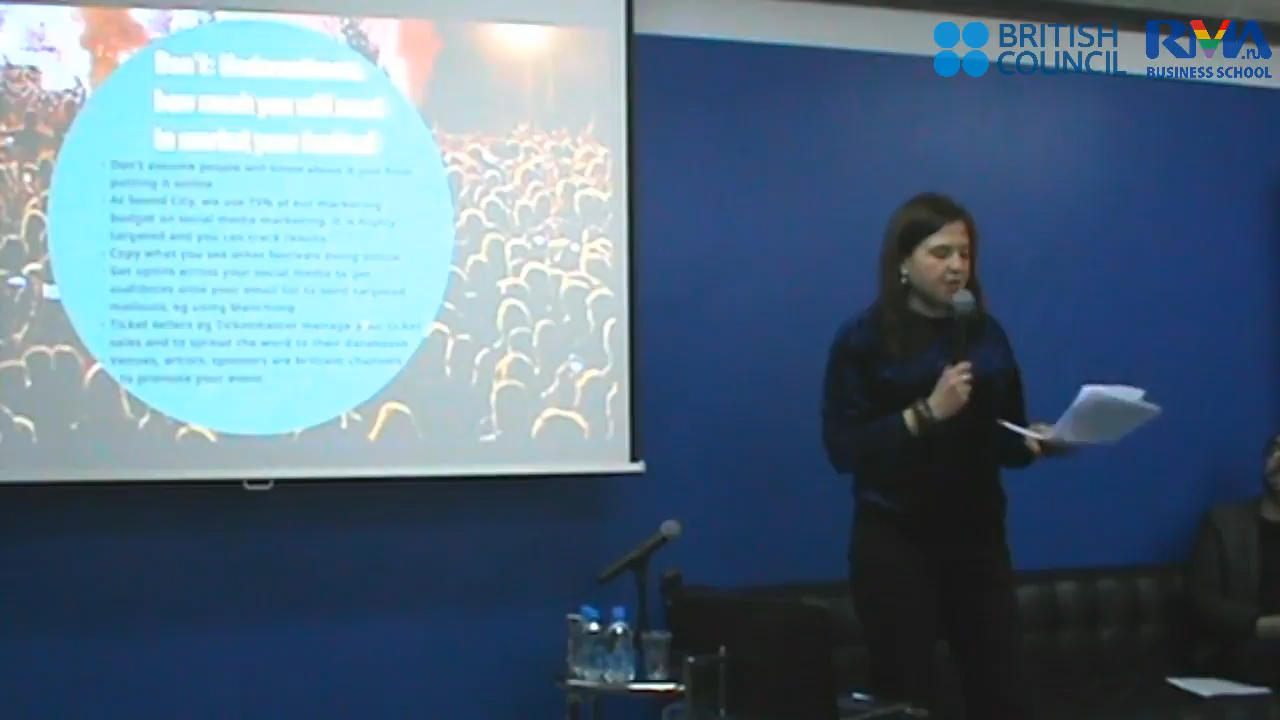 BRITISH
COUNCIL
RMA
.ru
BUSINESS SCHOOL
Don't: Underestimate
how much you will need
to market your festival
Don't assume people will know about it just from
putting it online
At Sound City, we use 75% of our marketing
budget on social media marketing. It is highly
targeted and you can track results
Copy what you see other festivals doing online
Get optins across your social media to get
audiences onto your email list to send targeted
mailouts, eg using Mailchimp
Ticket sellers eg Ticketmaster manage your ticket
sales and to spread the word to their databases
Venues, artists, sponsors are brilliant channels
to promote your event